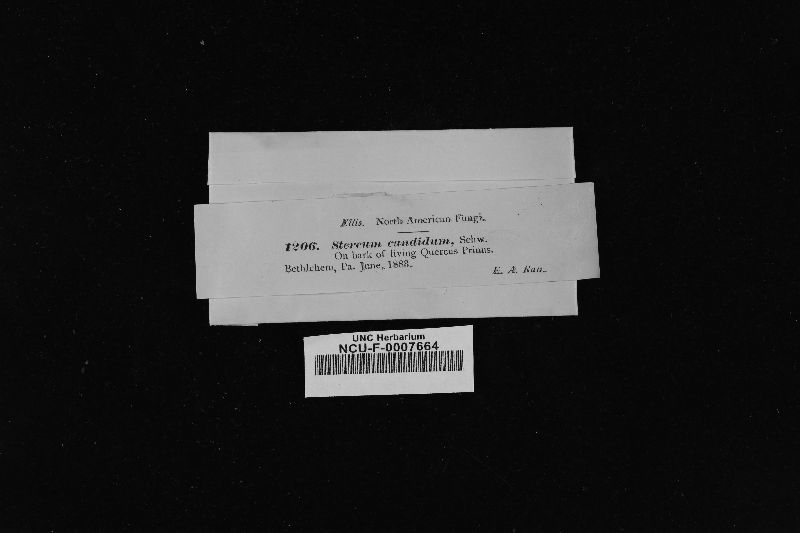 Ellis. North American Fungi.
1206. Stereum candidum, Schw.
On bark of living Quercus Prinus.
Bethlehem, Pa. June, 1883.
E. A. Rau.
UNC Herbarium
NCU-F-0007664